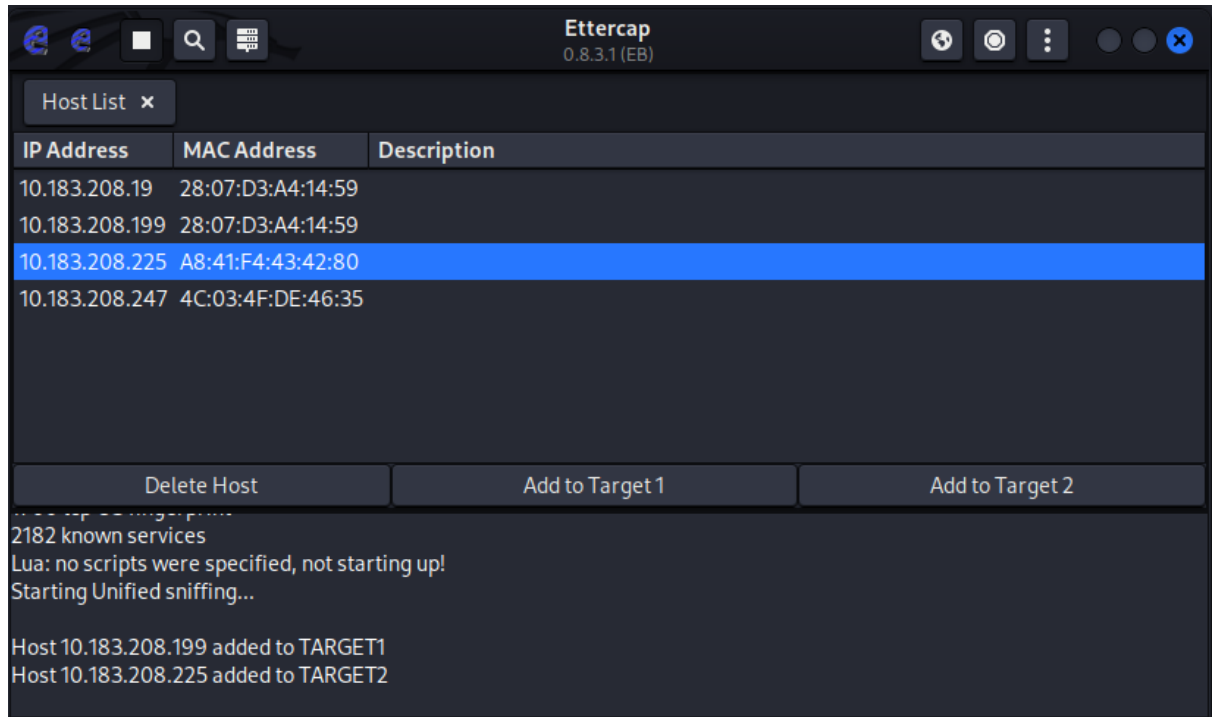 Ettercap
0.8.3.1 (EB)
Host List ×
IP Address MAC Address Description
10.183.208.19 28:07:D3:A4:14:59
10.183.208.199 28:07:D3:A4:14:59
10.183.208.225 A8:41:F4:43:42:80
10.183.208.247 4C:03:4F:DE:46:35
Delete Host Add to Target 1 Add to Target 2
2182 known services
Lua: no scripts were specified, not starting up!
Starting Unified sniffing...
Host 10.183.208.199 added to TARGET1
Host 10.183.208.225 added to TARGET2